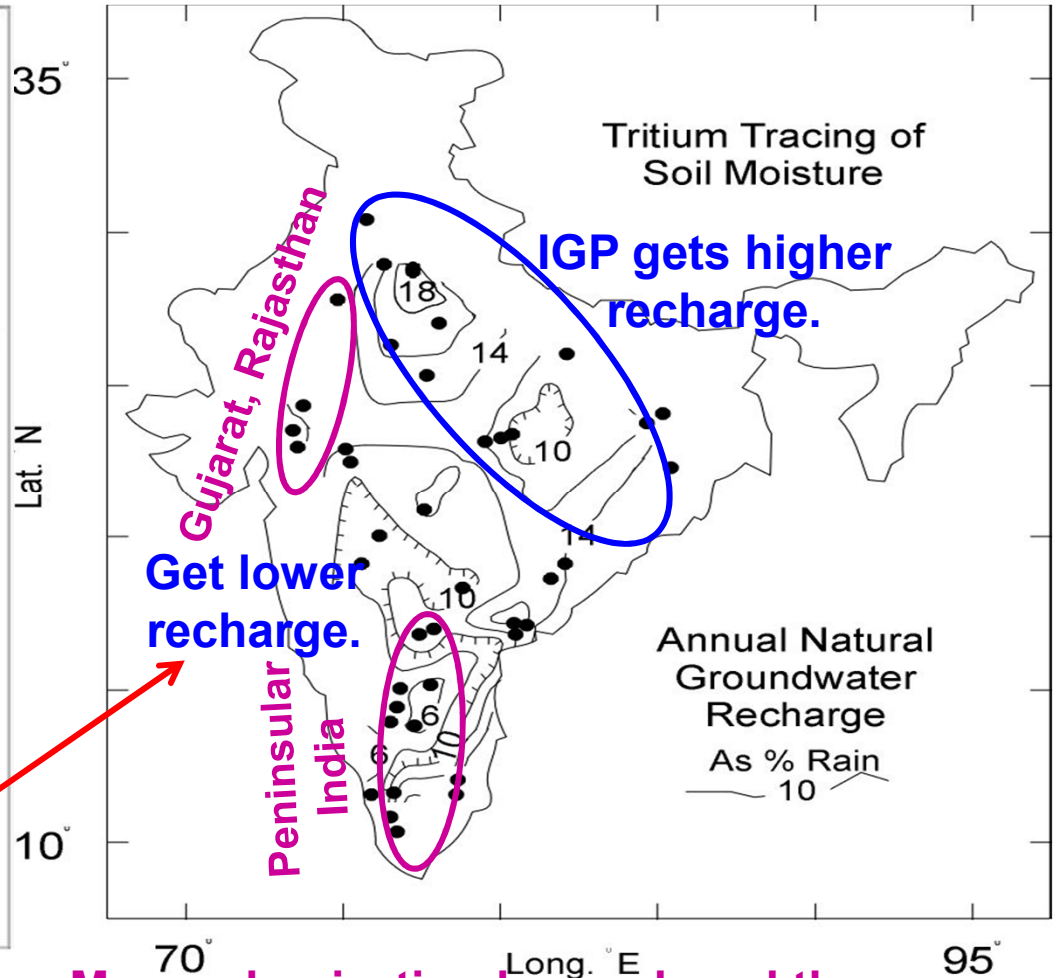 35°
Tritium Tracing of
Soil Moisture
IGP gets higher
recharge.
18
14
Gujarat, Rajasthan
10
Lat. N
14
Get lower
recharge.
10
Annual Natural
Groundwater
Recharge
As % Rain
10
Peninsular
India
6
6
10
10°
70°
Long. °E
95°